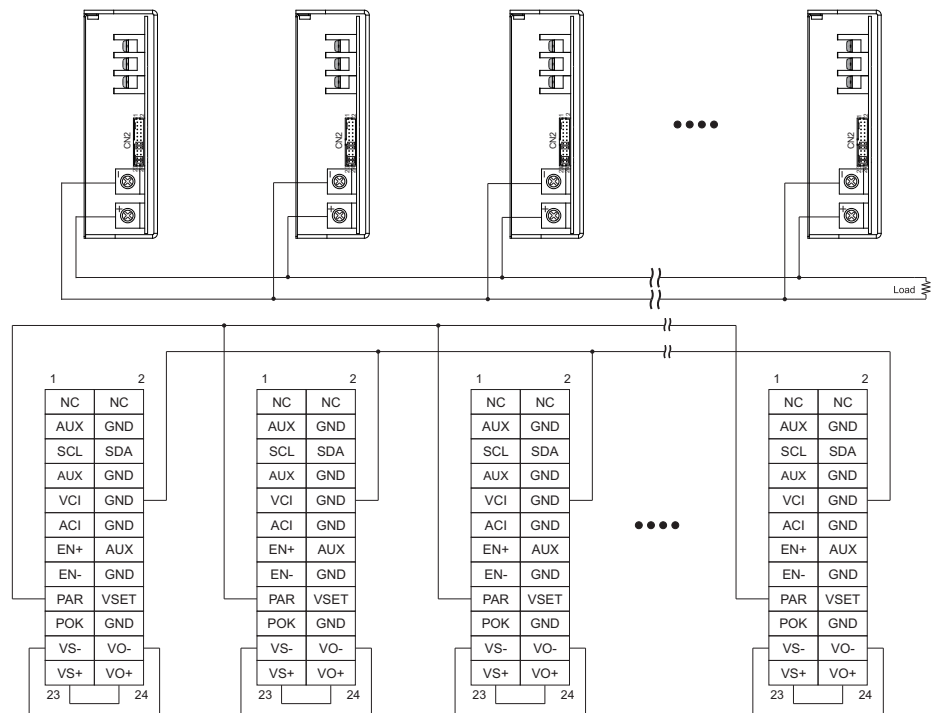 CN2 CN2 CN2 CN2
- - - -
+ + + +
Load
1 2 1 2 1 2 1 2
NC NC NC NC NC NC NC NC
AUX GND AUX GND AUX GND AUX GND
SCL SDA SCL SDA SCL SDA SCL SDA
AUX GND AUX GND AUX GND AUX GND
VCI GND VCI GND VCI GND VCI GND
ACI GND ACI GND ACI GND ACI GND
EN+ AUX EN+ AUX EN+ AUX EN+ AUX
EN- GND EN- GND EN- GND EN- GND
PAR VSET PAR VSET PAR VSET PAR VSET
POK GND POK GND POK GND POK GND
VS- VO- VS- VO- VS- VO- VS- VO-
VS+ VO+ VS+ VO+ VS+ VO+ VS+ VO+
23 24 23 24 23 24 23 24